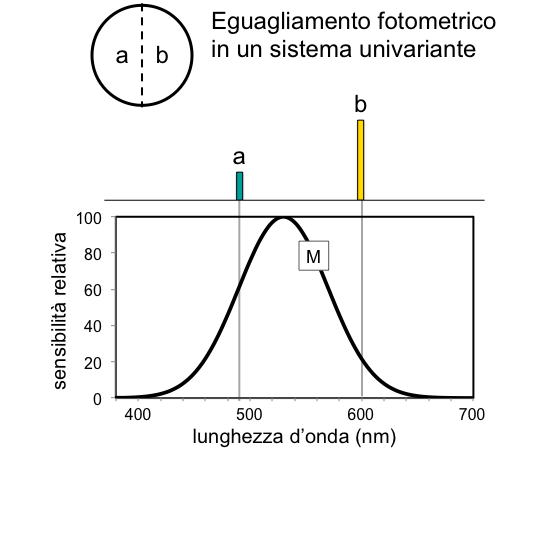 Eguagliamento fotometrico
in un sistema univariante
a b
b
a
100
80
60
40
20
0
M
sensibilità relativa
400 500 600 700
lunghezza d’onda (nm)